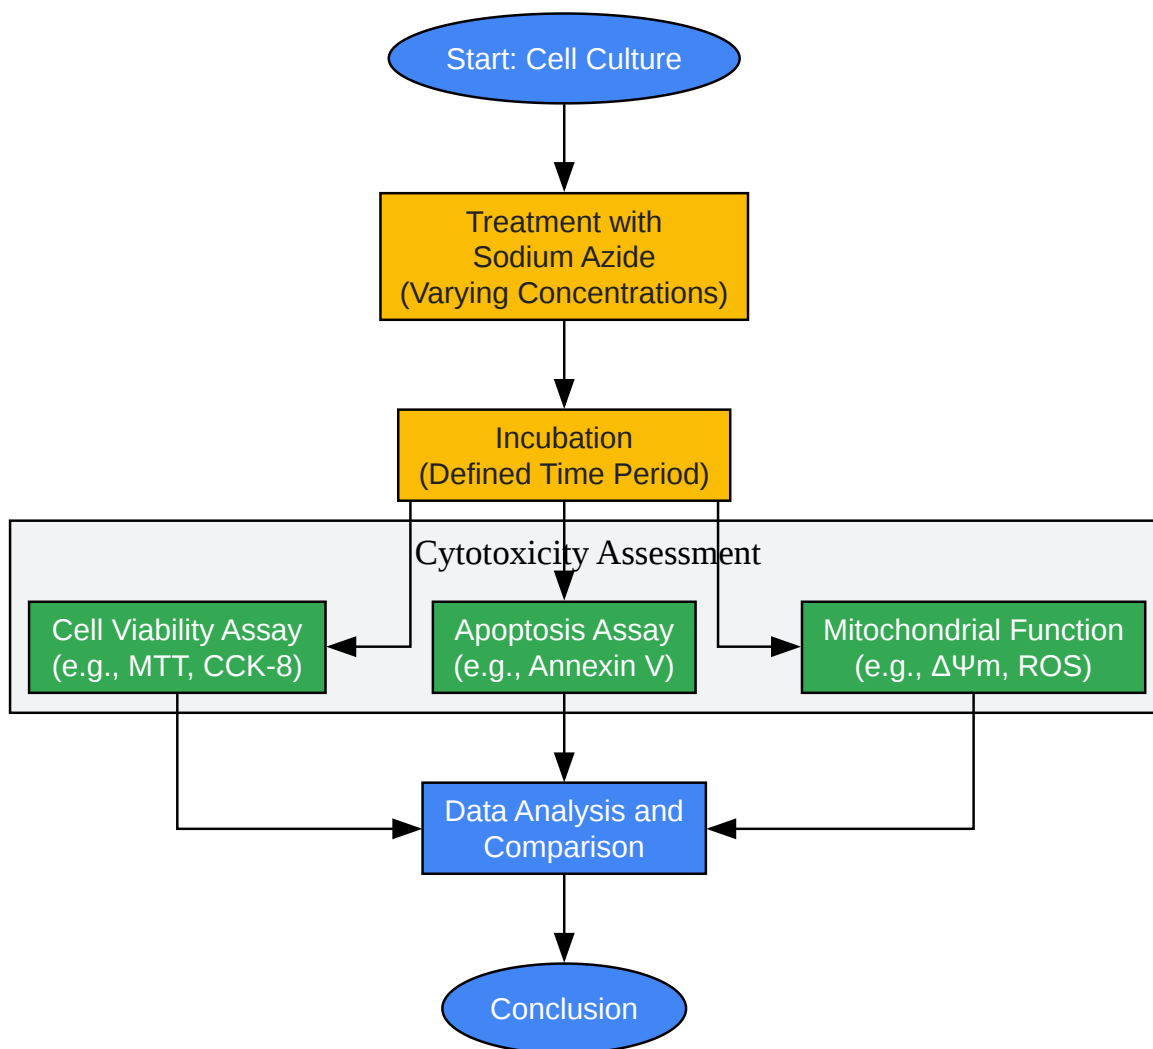 Start: Cell Culture
Treatment with
Sodium Azide
(Varying Concentrations)
Incubation
(Defined Time Period)
Cytotoxicity Assessment
Cell Viability Assay
(e.g., MTT, CCK-8)
Apoptosis Assay
(e.g., Annexin V)
Mitochondrial Function
(e.g., ΔΨm, ROS)
Data Analysis and
Comparison
Conclusion